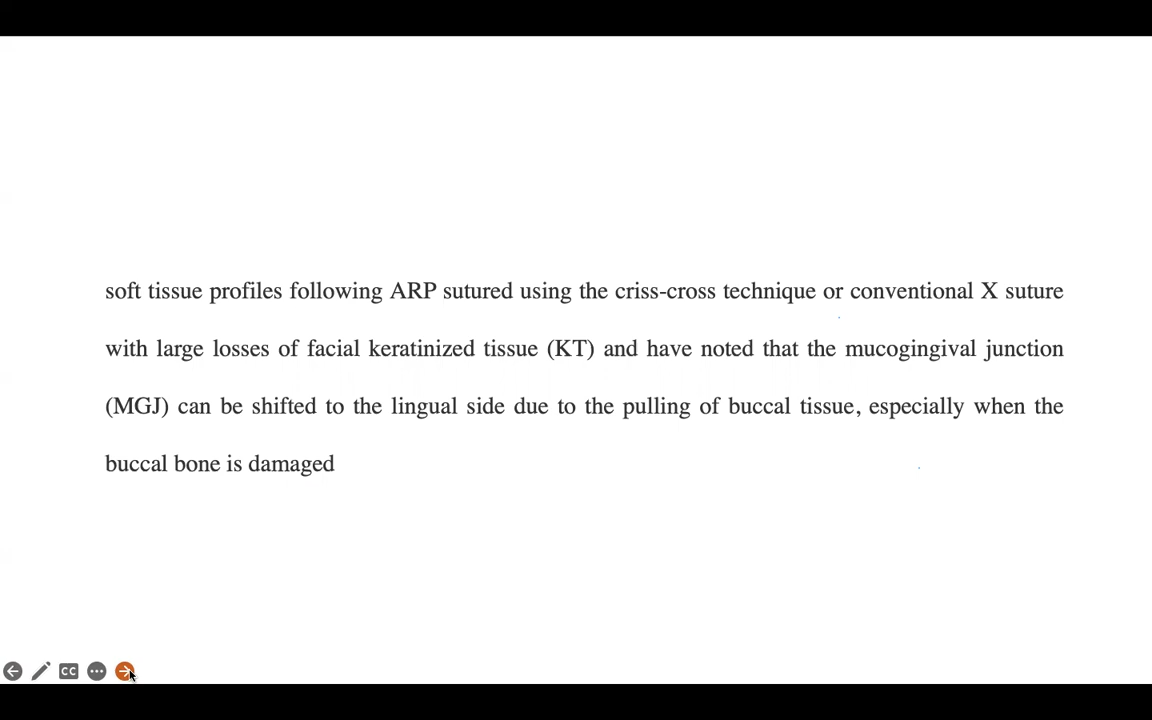 soft tissue profiles following ARP sutured using the criss-cross technique or conventional X suture
with large losses of facial keratinized tissue (KT) and have noted that the mucogingival junction
(MGJ) can be shifted to the lingual side due to the pulling of buccal tissue, especially when the
buccal bone is damaged
CC